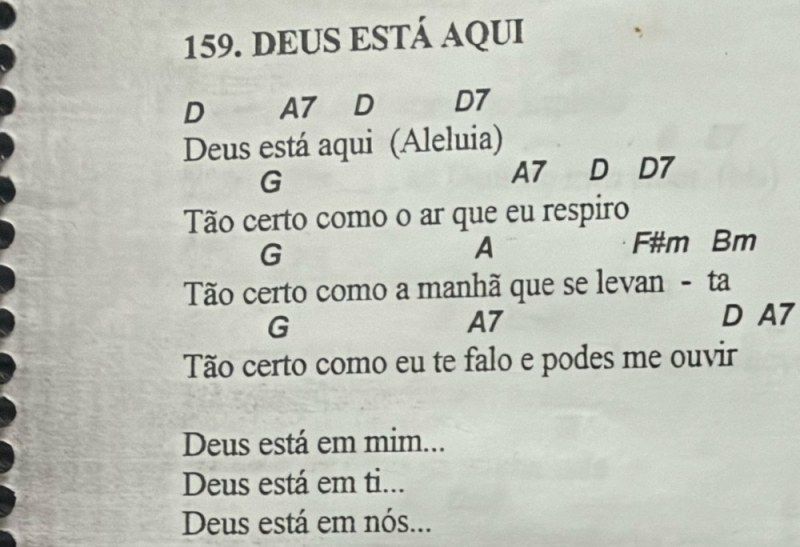 159. DEUS ESTÁ AQUI
D A7 D D7
Deus está aqui (Aleluia)
G A7 D D7
Tão certo como o ar que eu respiro
G A F#m Bm
Tão certo como a manhã que se levan - ta
G A7 D A7
Tão certo como eu te falo e podes me ouvir
Deus está em mim...
Deus está em ti...
Deus está em nós...